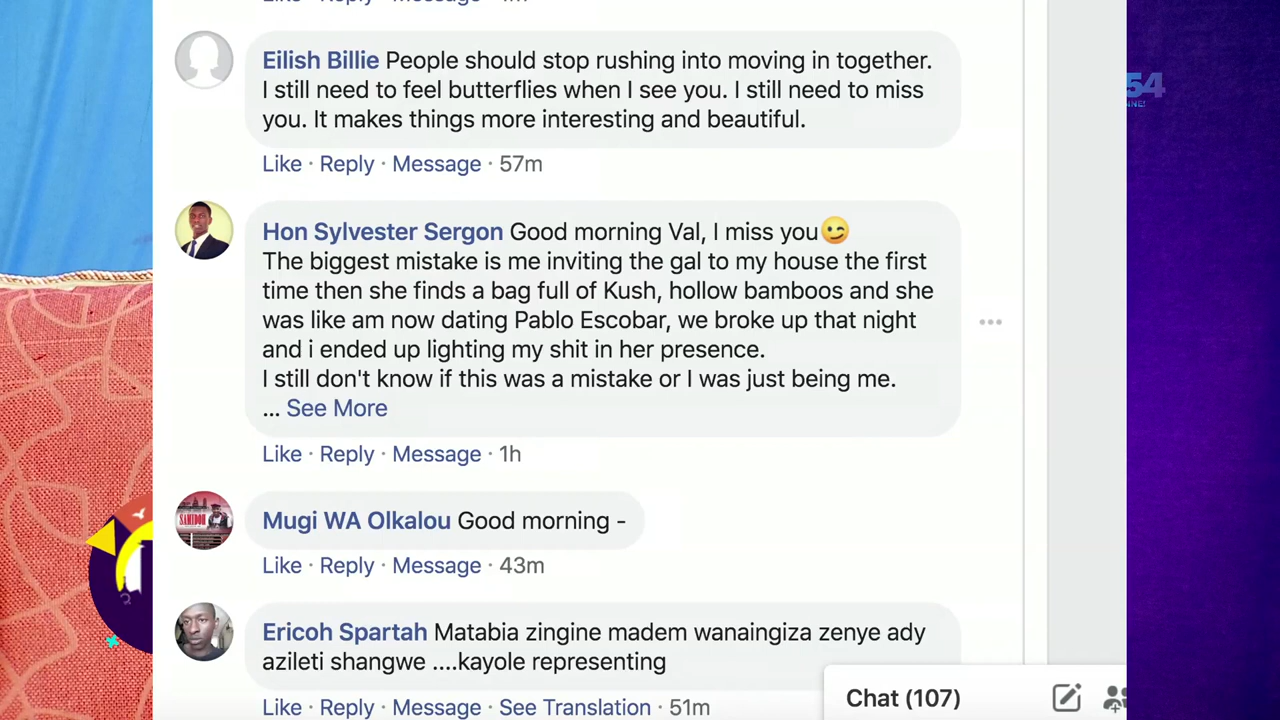 Eilish Billie People should stop rushing into moving in together.
I still need to feel butterflies when I see you. I still need to miss
you. It makes things more interesting and beautiful.
Like · Reply · Message · 57m
Hon Sylvester Sergon Good morning Val, I miss you😉
The biggest mistake is me inviting the gal to my house the first
time then she finds a bag full of Kush, hollow bamboos and she
was like am now dating Pablo Escobar, we broke up that night
and i ended up lighting my shit in her presence.
I still don't know if this was a mistake or I was just being me.
... See More
Like · Reply · Message · 1h
SAMIDOH
Mugi WA Olkalou Good morning -
Like · Reply · Message · 43m
Ericoh Spartah Matabia zingine madem wanaingiza zenye ady
azileti shangwe ....kayole representing
Like · Reply · Message · See Translation · 51m
Chat (107)
54